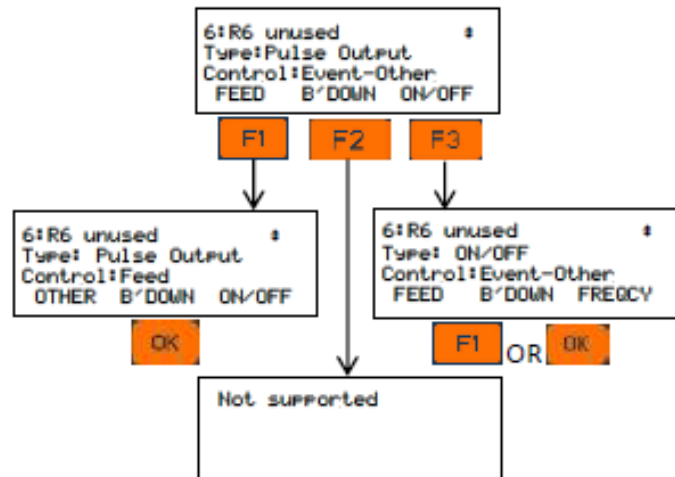 6:R6 unused ⬍
Type:Pulse Output
Control:Event-Other
FEED B'DOWN ON/OFF
F1 F2 F3
6:R6 unused ⬍
Type: Pulse Output
Control:Feed
OTHER B'DOWN ON/OFF
OK
6:R6 unused ⬍
Type: ON/OFF
Control:Event-Other
FEED B'DOWN FREQCY
F1 OR OK
Not supported